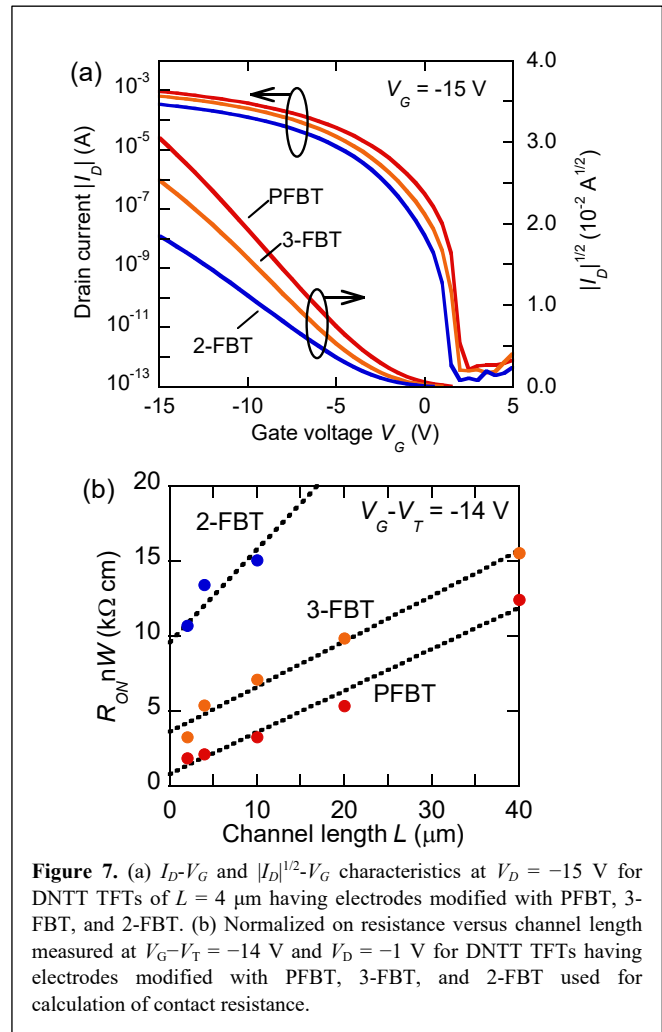 (a)
V_G = -15 V
10^-3
10^-5
10^-7
10^-9
10^-11
10^-13
Drain current |I_D| (A)
4.0
3.0
2.0
1.0
0.0
|I_D|^1/2 (10^-2 A^1/2)
PFBT
3-FBT
2-FBT
-15 -10 -5 0 5
Gate voltage V_G (V)
(b)
V_G-V_T = -14 V
20
15
10
5
0
R_ON nW (kΩ cm)
2-FBT
3-FBT
PFBT
0 10 20 30 40
Channel length L (μm)
Figure 7. (a) I_D-V_G and |I_D|^1/2-V_G characteristics at V_D = −15 V for
DNTT TFTs of L = 4 μm having electrodes modified with PFBT, 3-
FBT, and 2-FBT. (b) Normalized on resistance versus channel length
measured at V_G−V_T = −14 V and V_D = −1 V for DNTT TFTs having
electrodes modified with PFBT, 3-FBT, and 2-FBT used for
calculation of contact resistance.